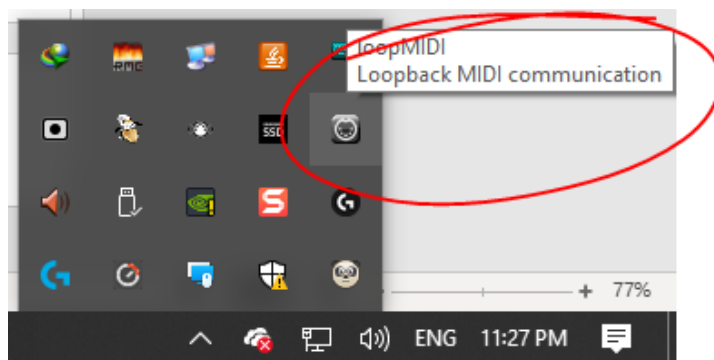 loopMIDI
Loopback MIDI communication
SSD
77%
ENG 11:27 PM